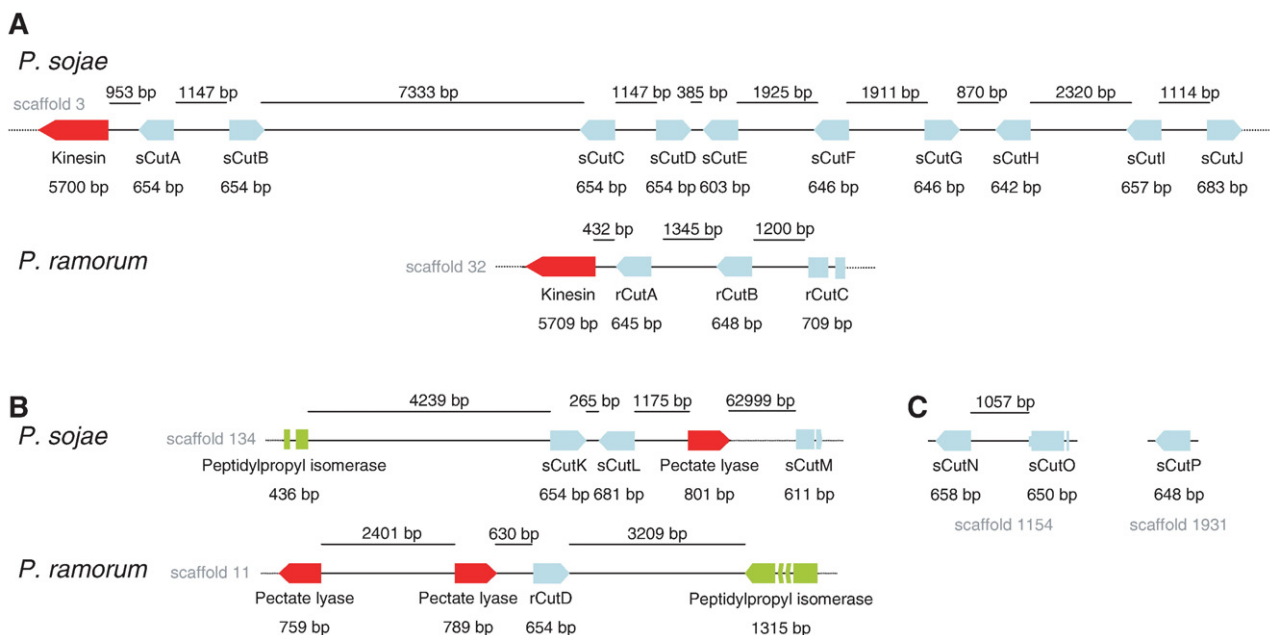 A
P. sojae
scaffold 3
953 bp 1147 bp 7333 bp 1147 bp 385 bp 1925 bp 1911 bp 870 bp 2320 bp 1114 bp
Kinesin sCutA sCutB sCutC sCutD sCutE sCutF sCutG sCutH sCutI sCutJ
5700 bp 654 bp 654 bp 654 bp 654 bp 603 bp 646 bp 646 bp 642 bp 657 bp 683 bp
P. ramorum
scaffold 32
432 bp 1345 bp 1200 bp
Kinesin rCutA rCutB rCutC
5709 bp 645 bp 648 bp 709 bp
B
P. sojae
scaffold 134
4239 bp 265 bp 1175 bp 62999 bp
Peptidylpropyl isomerase sCutK sCutL Pectate lyase sCutM
436 bp 654 bp 681 bp 801 bp 611 bp
P. ramorum
scaffold 11
2401 bp 630 bp 3209 bp
Pectate lyase Pectate lyase rCutD Peptidylpropyl isomerase
759 bp 789 bp 654 bp 1315 bp
C
1057 bp
sCutN sCutO sCutP
658 bp 650 bp 648 bp
scaffold 1154 scaffold 1931